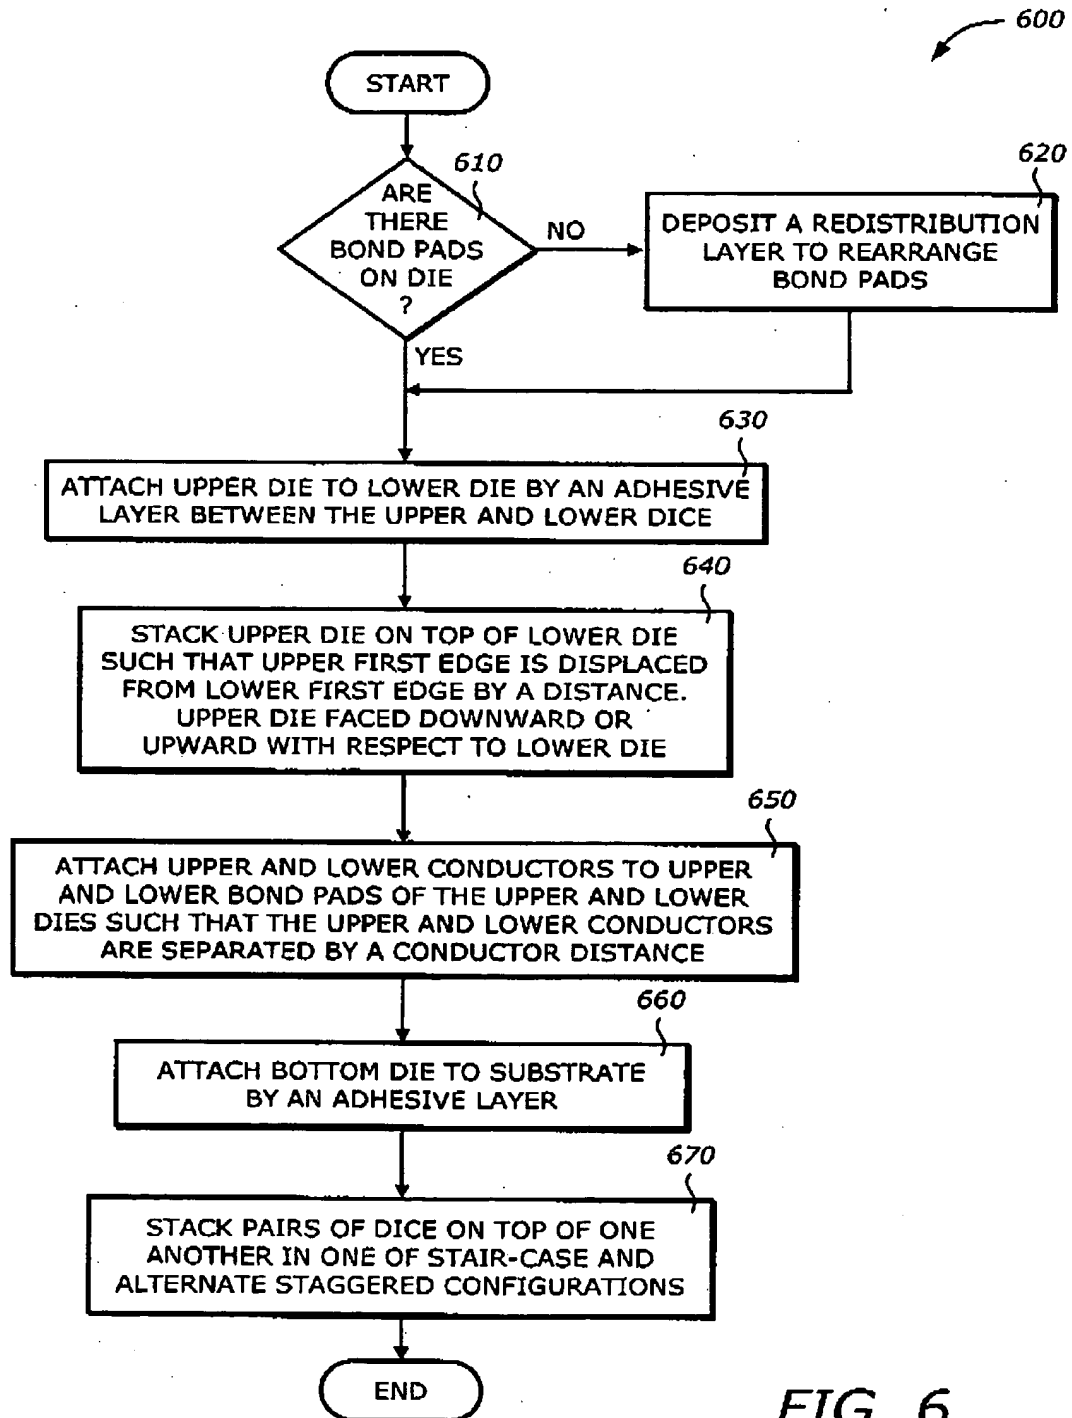 600
START
610
ARE
THERE
BOND PADS
ON DIE
?
NO
620
DEPOSIT A REDISTRIBUTION
LAYER TO REARRANGE
BOND PADS
YES
630
ATTACH UPPER DIE TO LOWER DIE BY AN ADHESIVE
LAYER BETWEEN THE UPPER AND LOWER DICE
640
STACK UPPER DIE ON TOP OF LOWER DIE
SUCH THAT UPPER FIRST EDGE IS DISPLACED
FROM LOWER FIRST EDGE BY A DISTANCE.
UPPER DIE FACED DOWNWARD OR
UPWARD WITH RESPECT TO LOWER DIE
650
ATTACH UPPER AND LOWER CONDUCTORS TO UPPER
AND LOWER BOND PADS OF THE UPPER AND LOWER
DIES SUCH THAT THE UPPER AND LOWER CONDUCTORS
ARE SEPARATED BY A CONDUCTOR DISTANCE
660
ATTACH BOTTOM DIE TO SUBSTRATE
BY AN ADHESIVE LAYER
670
STACK PAIRS OF DICE ON TOP OF ONE
ANOTHER IN ONE OF STAIR-CASE AND
ALTERNATE STAGGERED CONFIGURATIONS
END
FIG. 6